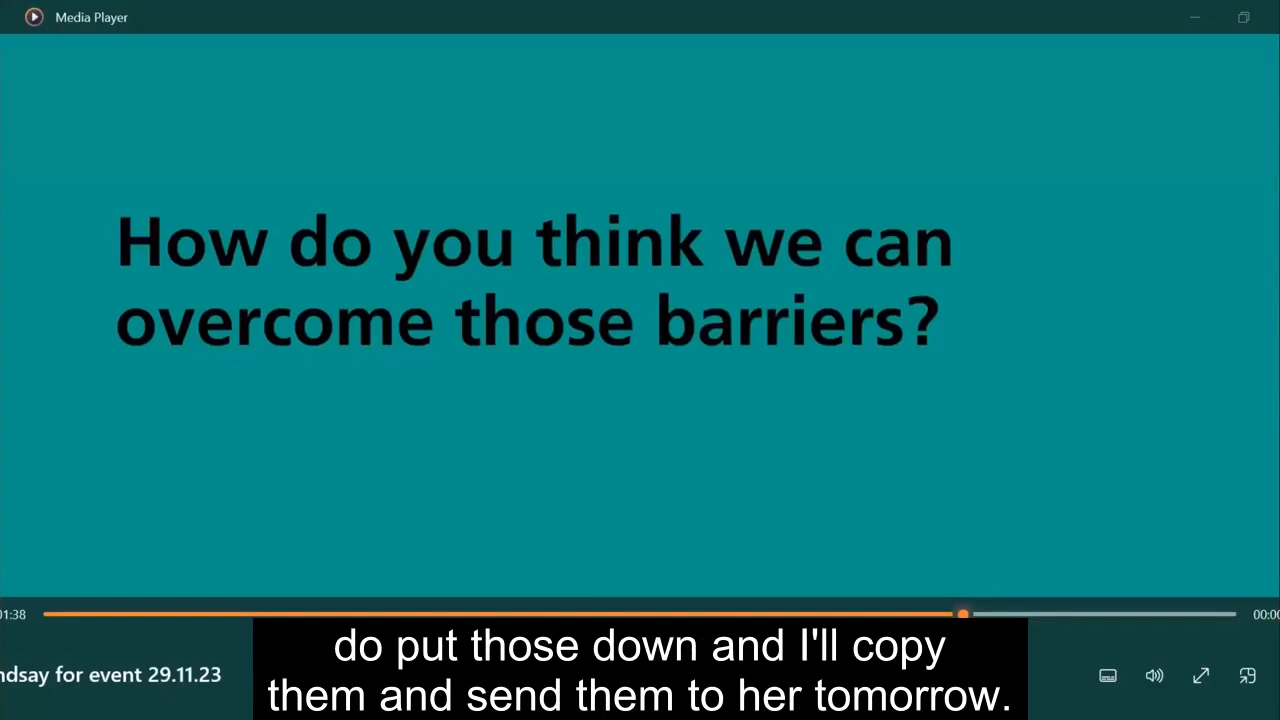 Media Player
How do you think we can
overcome those barriers?
01:38
00:00
ndsay for event 29.11.23
do put those down and I'll copy
them and send them to her tomorrow.